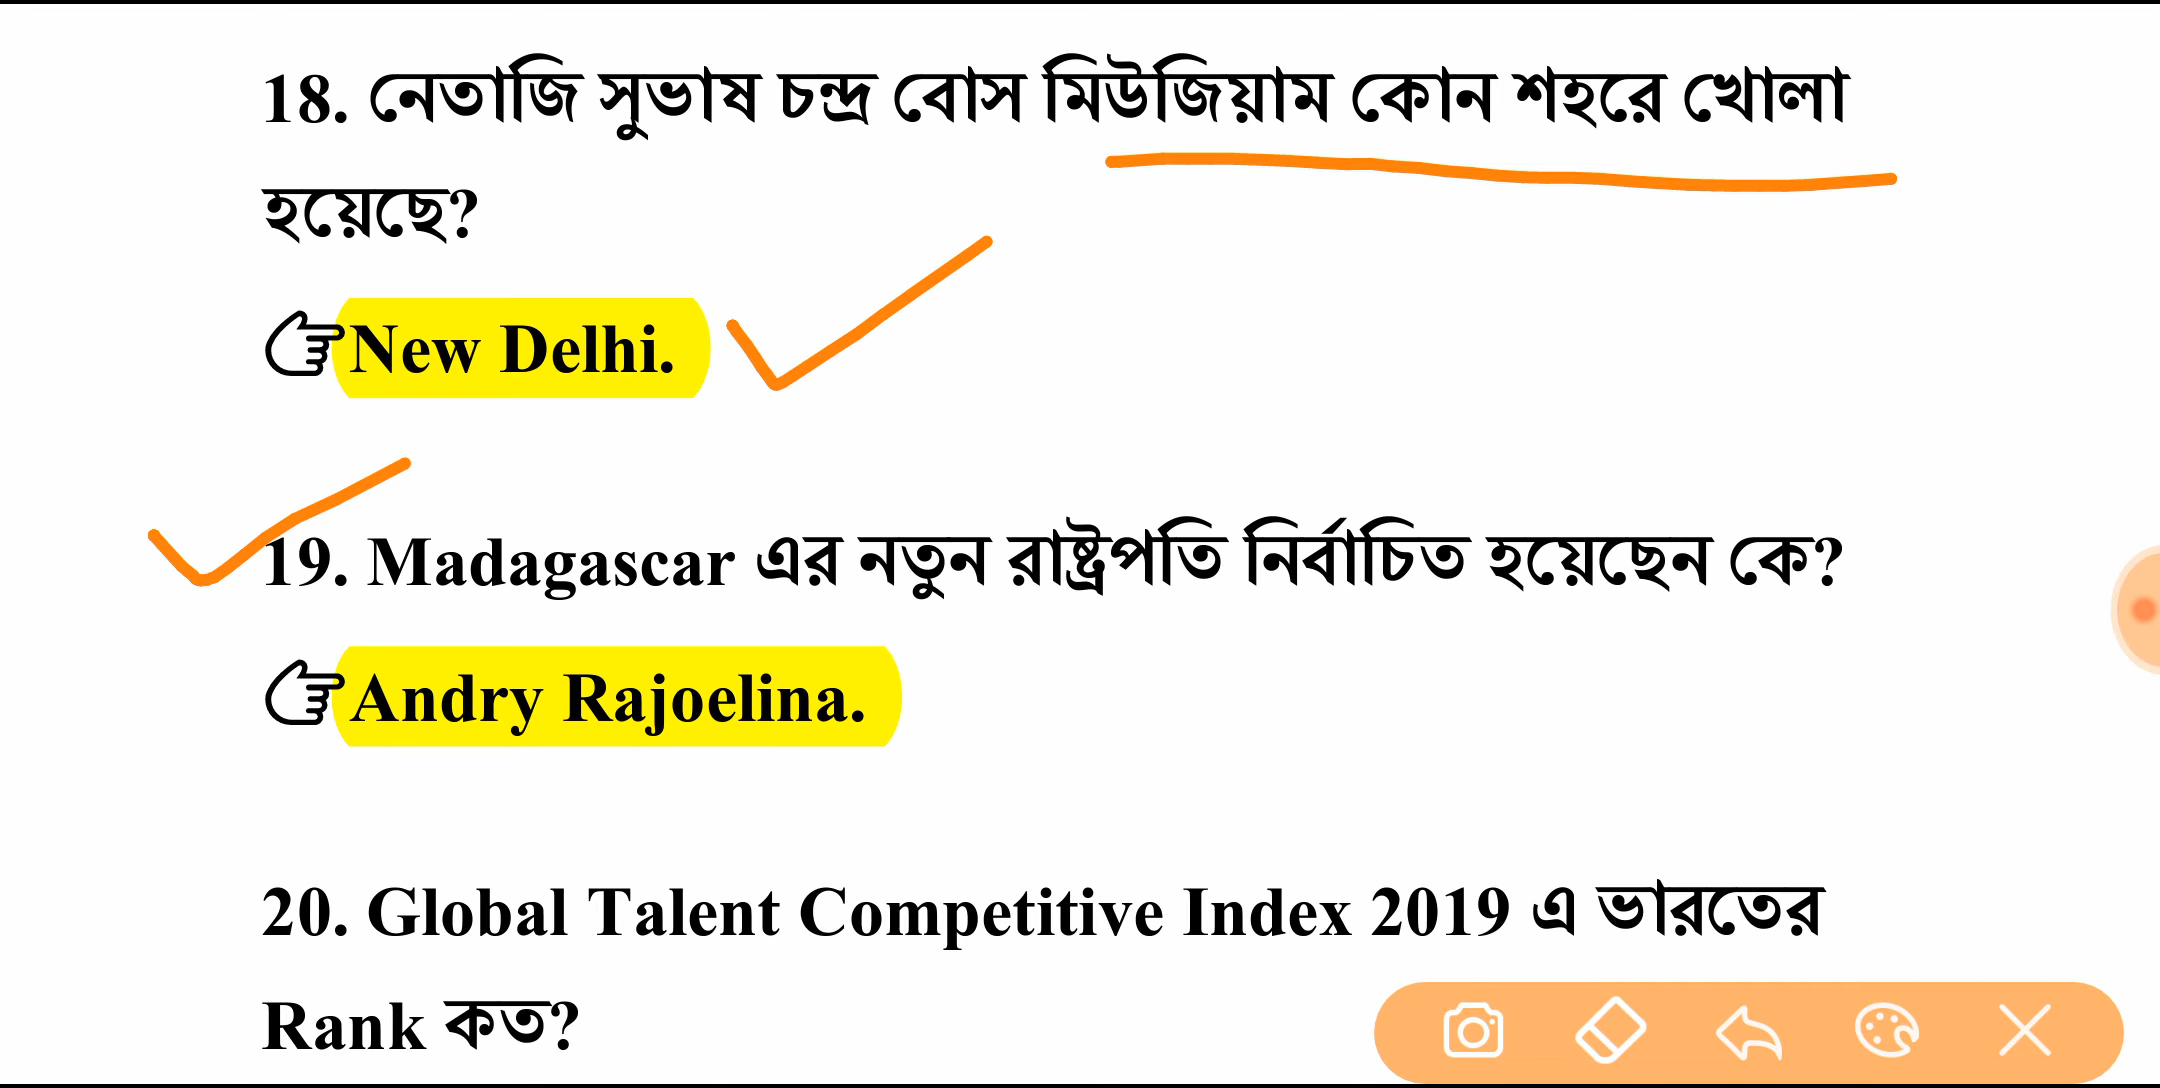 18. নেতাজি সুভাষ চন্দ্র বোস মিউজিয়াম কোন শহরে খোলা
হয়েছে?
New Delhi.
19. Madagascar এর নতুন রাষ্ট্রপতি নির্বাচিত হয়েছেন কে?
Andry Rajoelina.
20. Global Talent Competitive Index 2019 এ ভারতের
Rank কত?